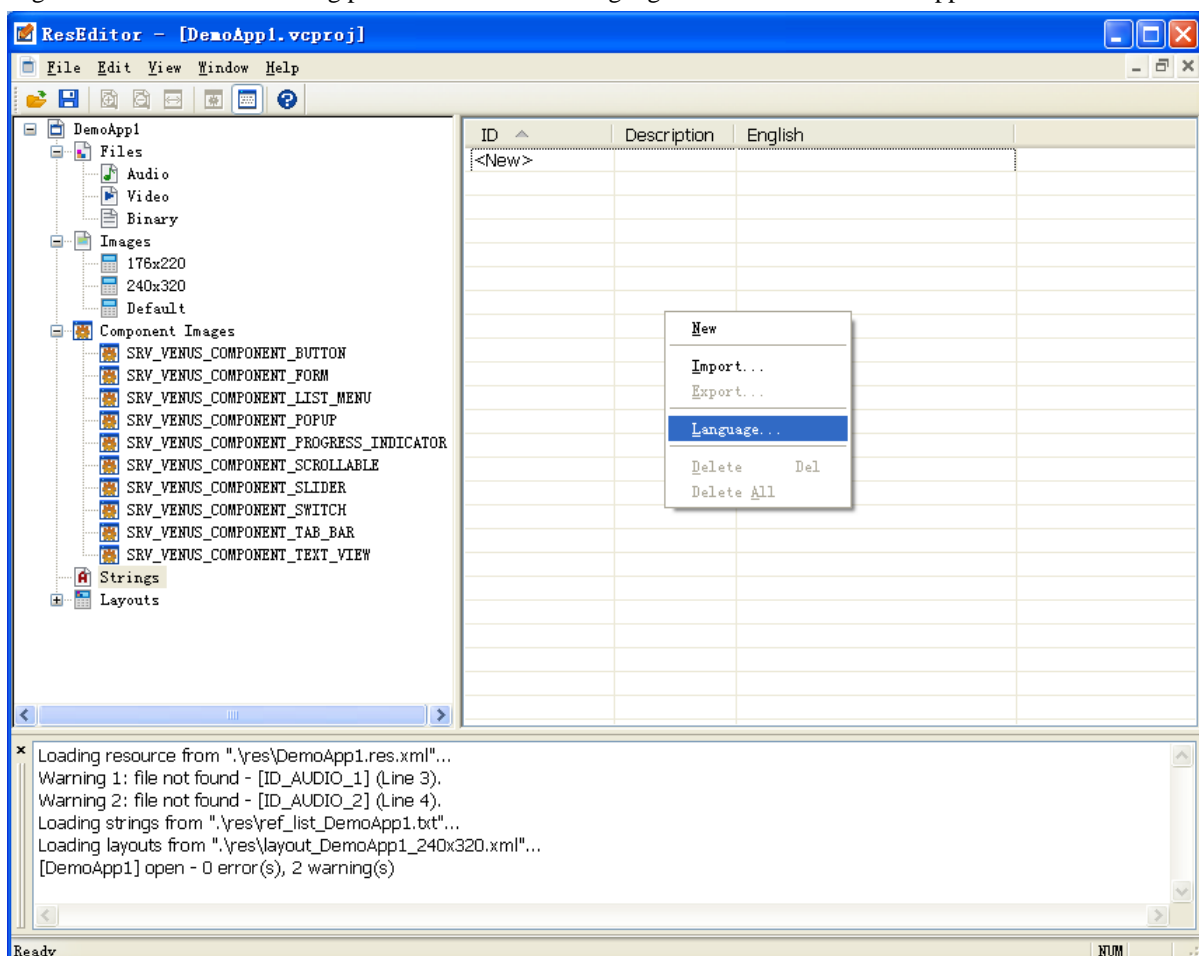 ResEditor - [DemoApp1.vcproj]
File Edit View Window Help
DemoApp1
Files
Audio
Video
Binary
Images
176x220
240x320
Default
Component Images
SRV_VENUS_COMPONENT_BUTTON
SRV_VENUS_COMPONENT_FORM
SRV_VENUS_COMPONENT_LIST_MENU
SRV_VENUS_COMPONENT_POPUP
SRV_VENUS_COMPONENT_PROGRESS_INDICATOR
SRV_VENUS_COMPONENT_SCROLLABLE
SRV_VENUS_COMPONENT_SLIDER
SRV_VENUS_COMPONENT_SWITCH
SRV_VENUS_COMPONENT_TAB_BAR
SRV_VENUS_COMPONENT_TEXT_VIEW
Strings
Layouts
ID Description English
<New>
New
Import...
Export...
Language...
Delete Del
Delete All
Loading resource from ".\res\DemoApp1.res.xml"...
Warning 1: file not found - [ID_AUDIO_1] (Line 3).
Warning 2: file not found - [ID_AUDIO_2] (Line 4).
Loading strings from ".\res\ref_list_DemoApp1.txt"...
Loading layouts from ".\res\layout_DemoApp1_240x320.xml"...
[DemoApp1] open - 0 error(s), 2 warning(s)
Ready NUM